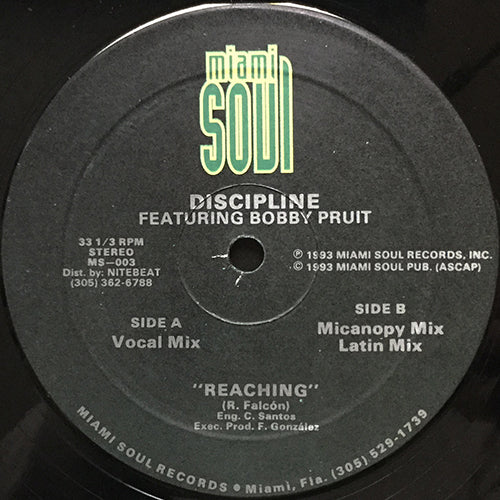 miami
SOUL
DISCIPLINE
FEATURING BOBBY PRUIT
33 1/3 RPM
STEREO
MS-003
Dist. by: NITEBEAT
(305) 362-6788
℗ 1993 MIAMI SOUL RECORDS, INC.
© 1993 MIAMI SOUL PUB. (ASCAP)
SIDE A
Vocal Mix
SIDE B
Micanopy Mix
Latin Mix
"REACHING"
(R. Falcón)
Eng. C. Santos
Exec. Prod. F. González
MIAMI SOUL RECORDS • Miami, Fla. (305) 529-1739